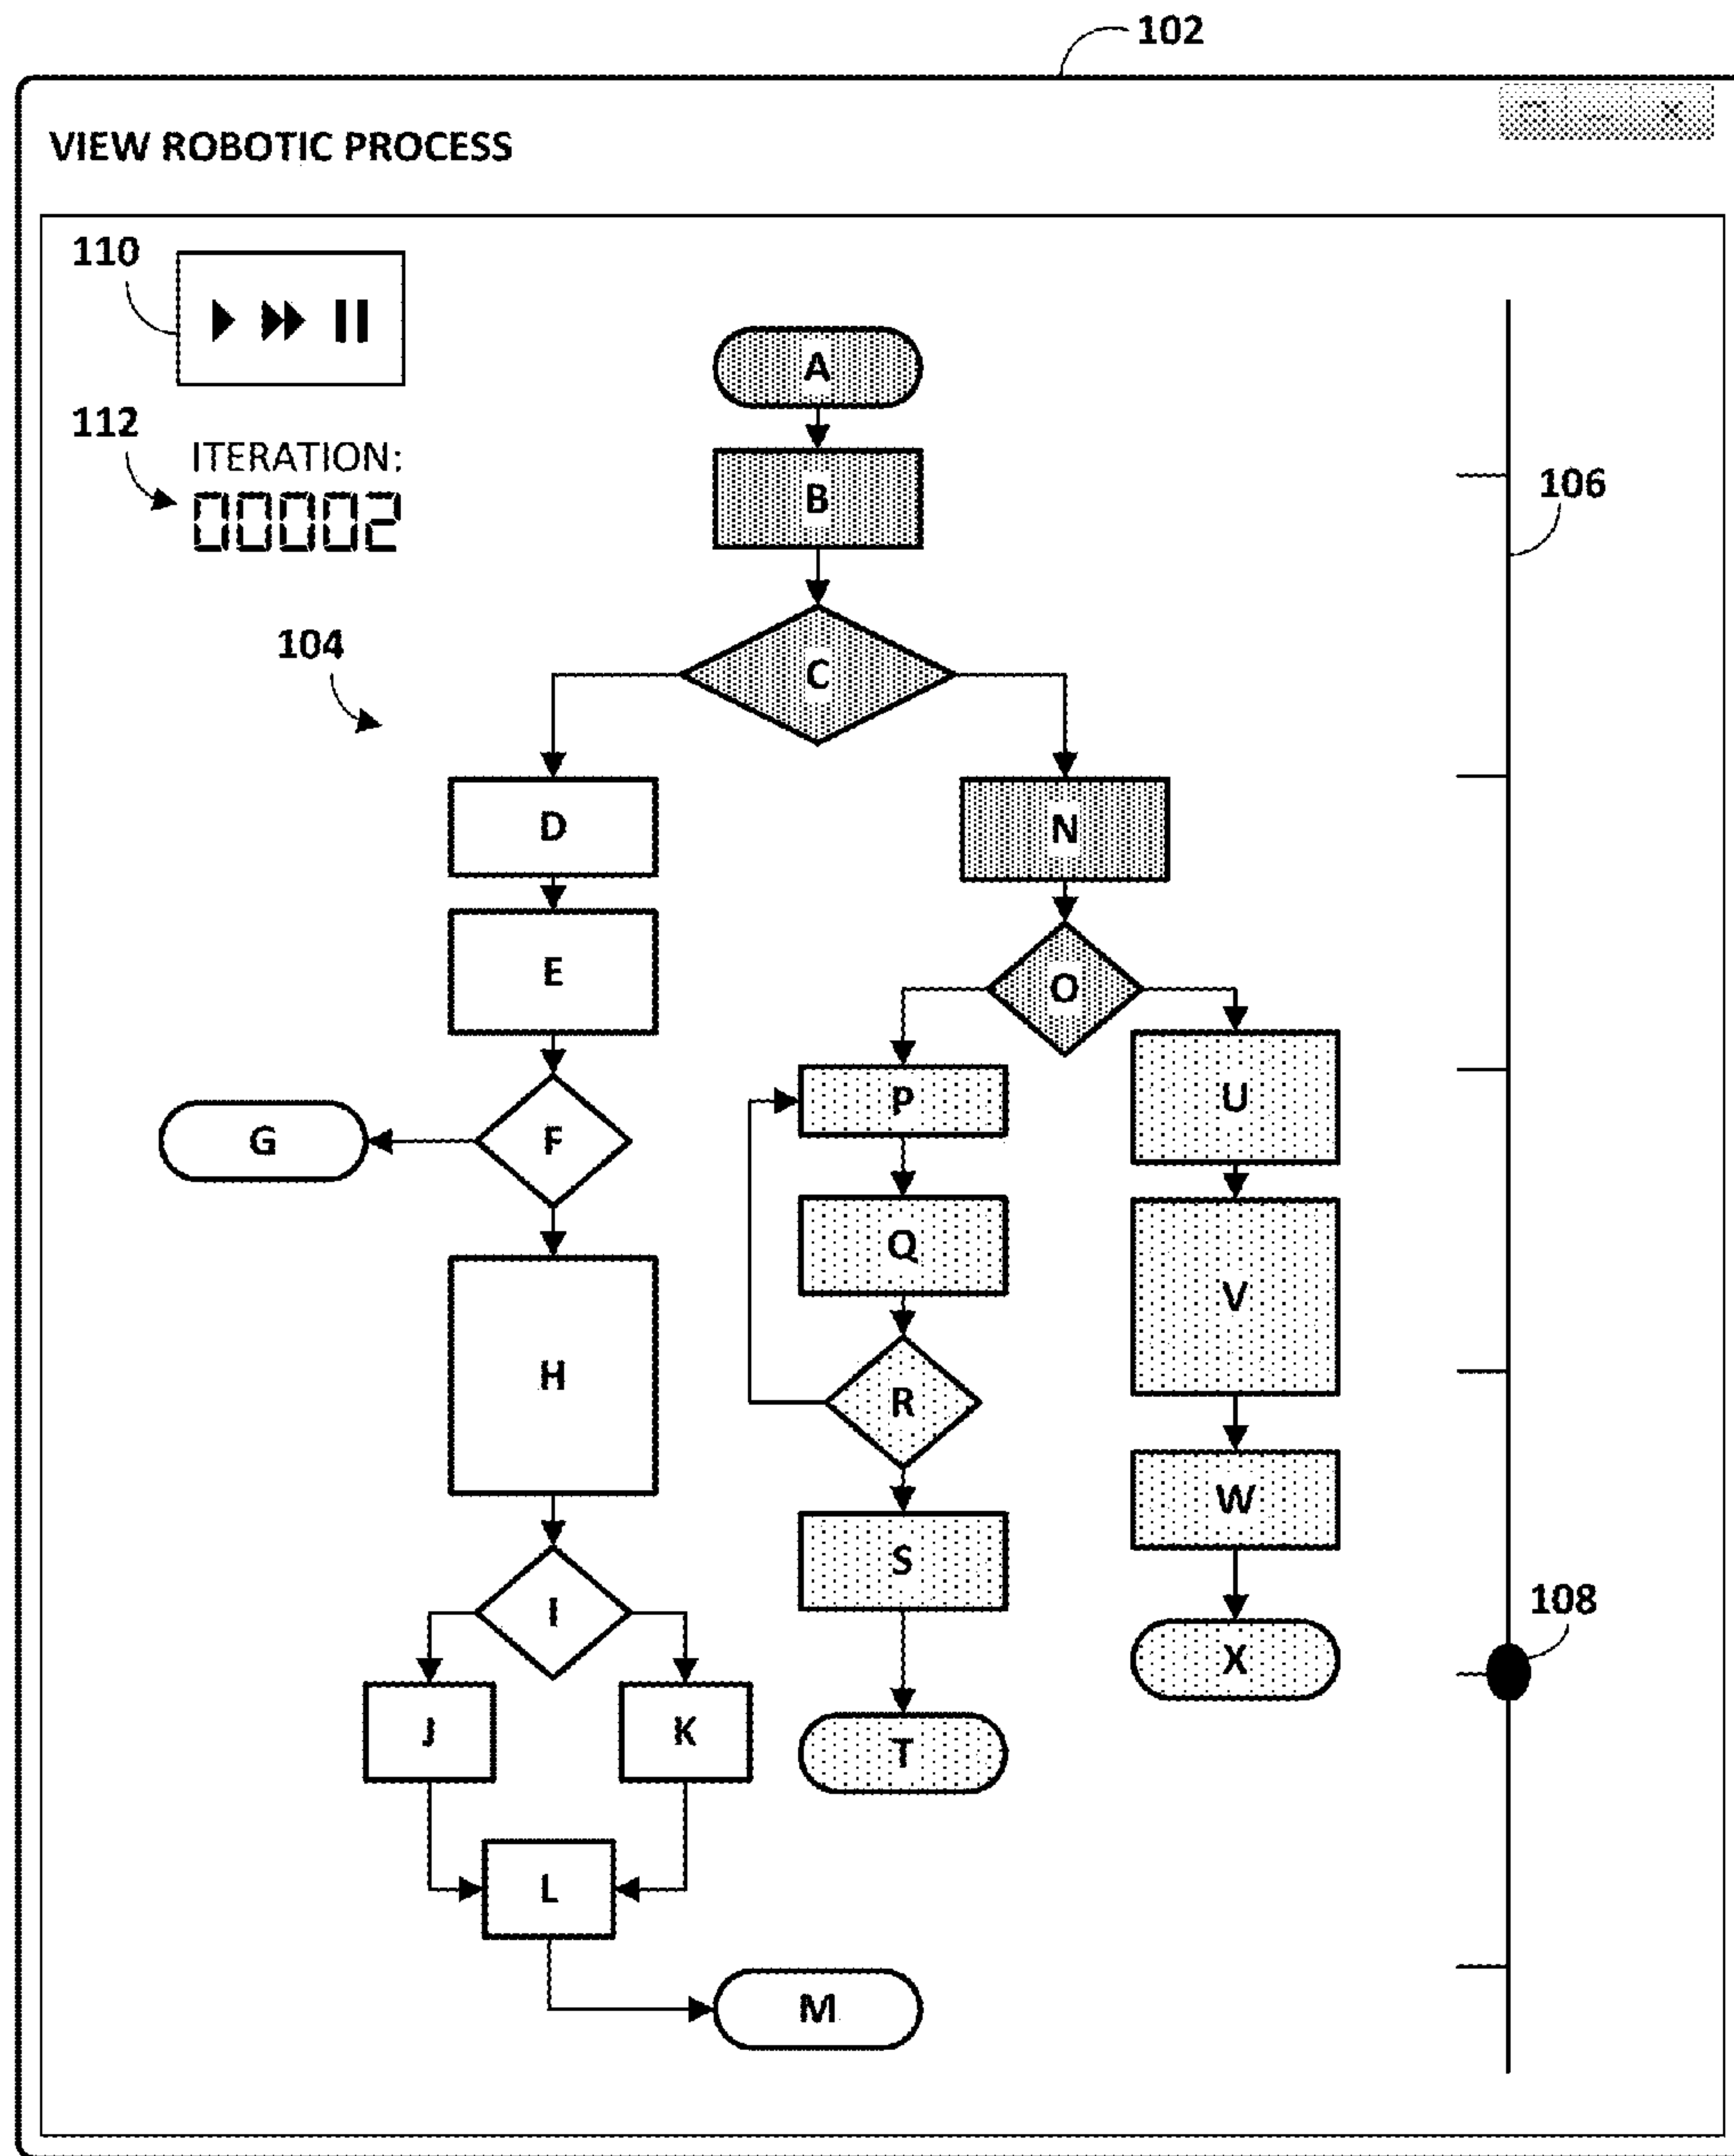 102
VIEW ROBOTIC PROCESS
110
A
112
ITERATION:
00002
B
106
104
C
D
N
E
O
P
U
G
F
Q
V
H
R
W
S
I
108
X
J
K
T
L
M